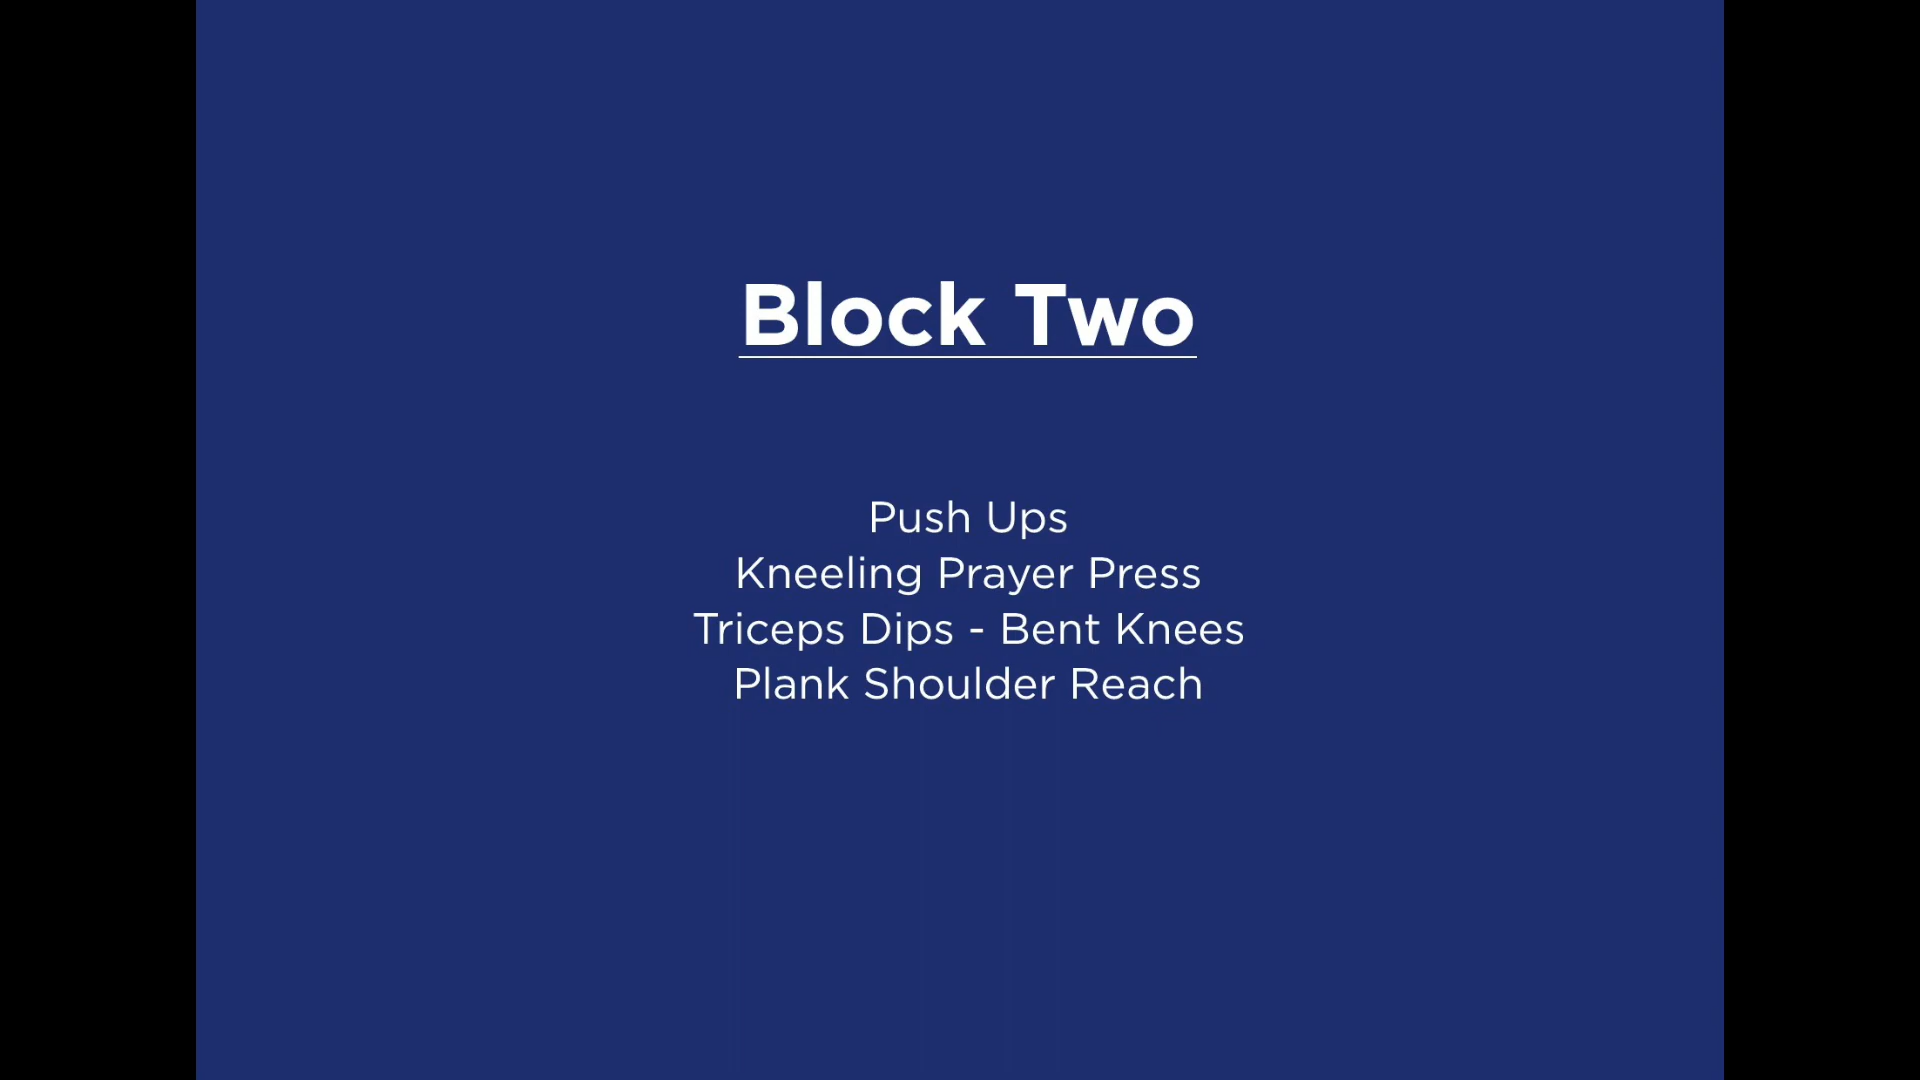 Block Two
Push Ups
Kneeling Prayer Press
Triceps Dips - Bent Knees
Plank Shoulder Reach